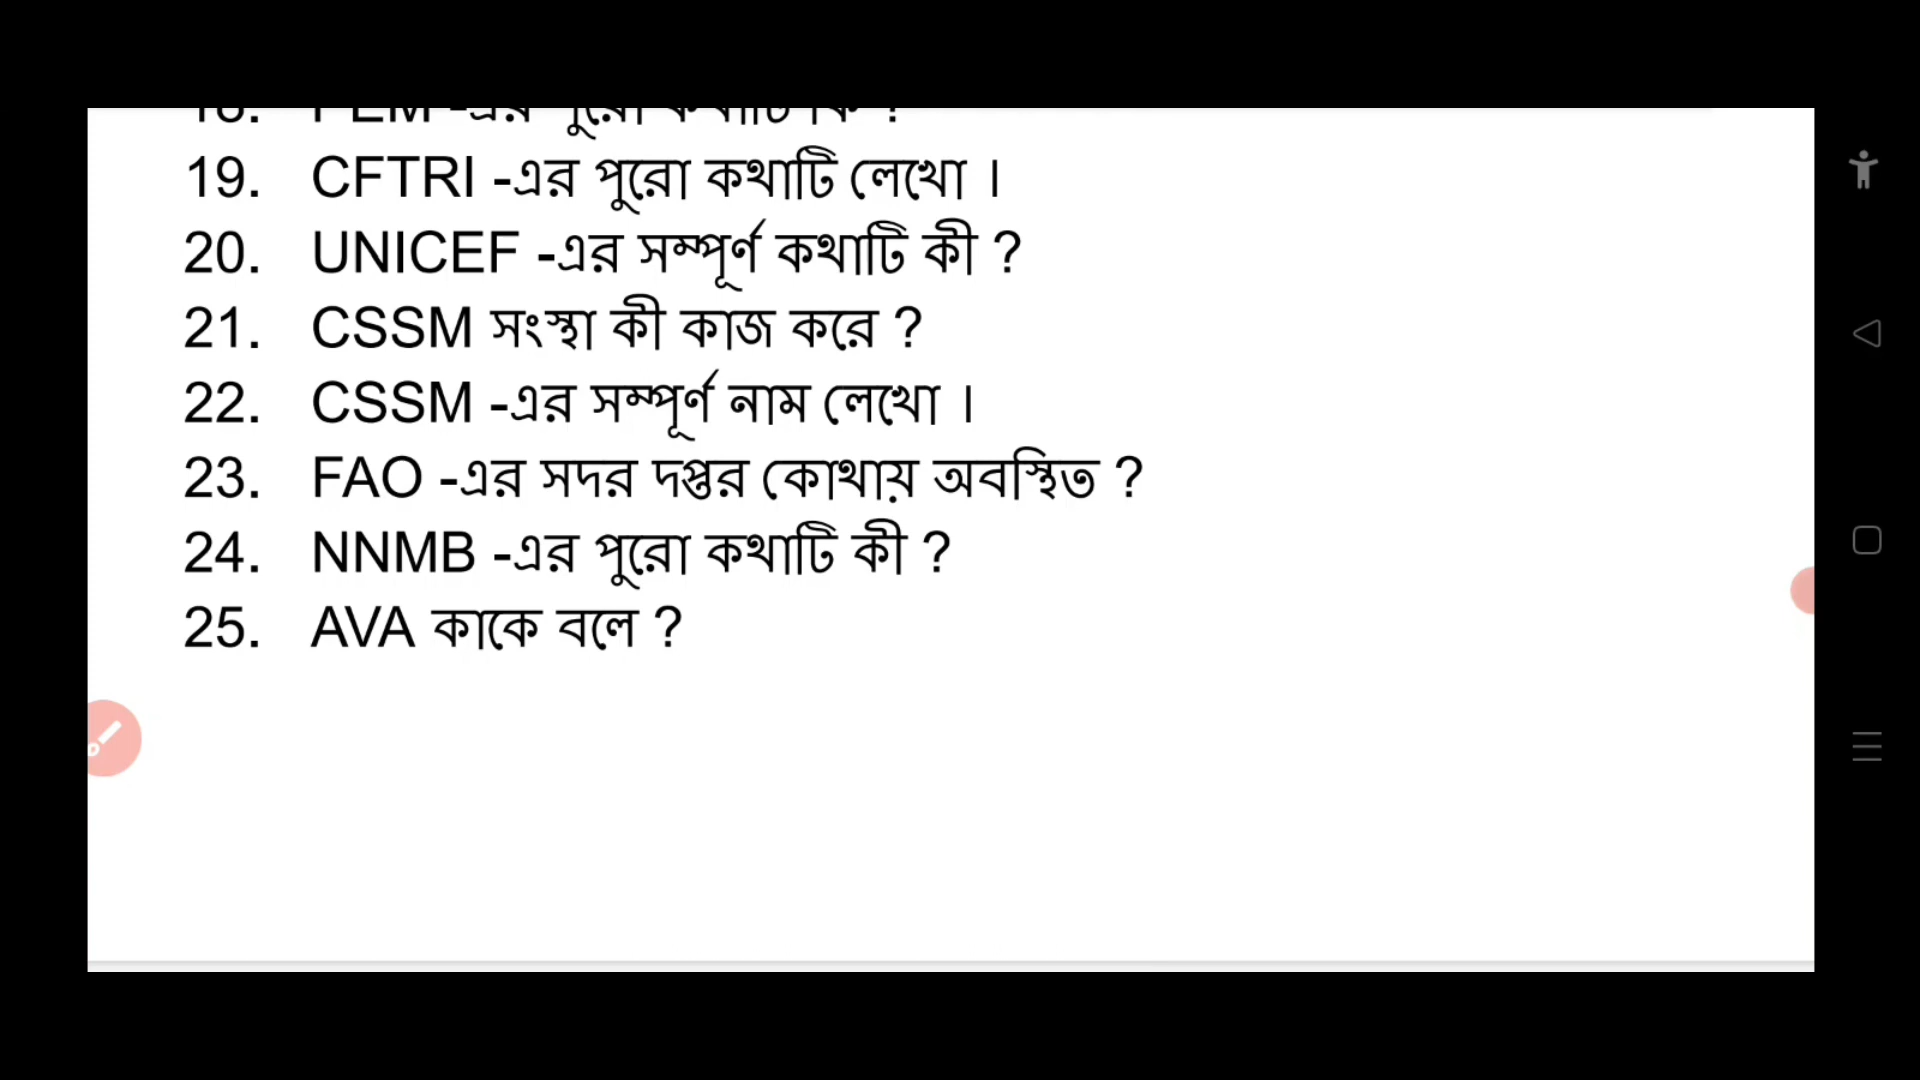 19. CFTRI -এর পুরো কথাটি লেখো ।
20. UNICEF -এর সম্পূর্ণ কথাটি কী ?
21. CSSM সংস্থা কী কাজ করে ?
22. CSSM -এর সম্পূর্ণ নাম লেখো ।
23. FAO -এর সদর দপ্তর কোথায় অবস্থিত ?
24. NNMB -এর পুরো কথাটি কী ?
25. AVA কাকে বলে ?